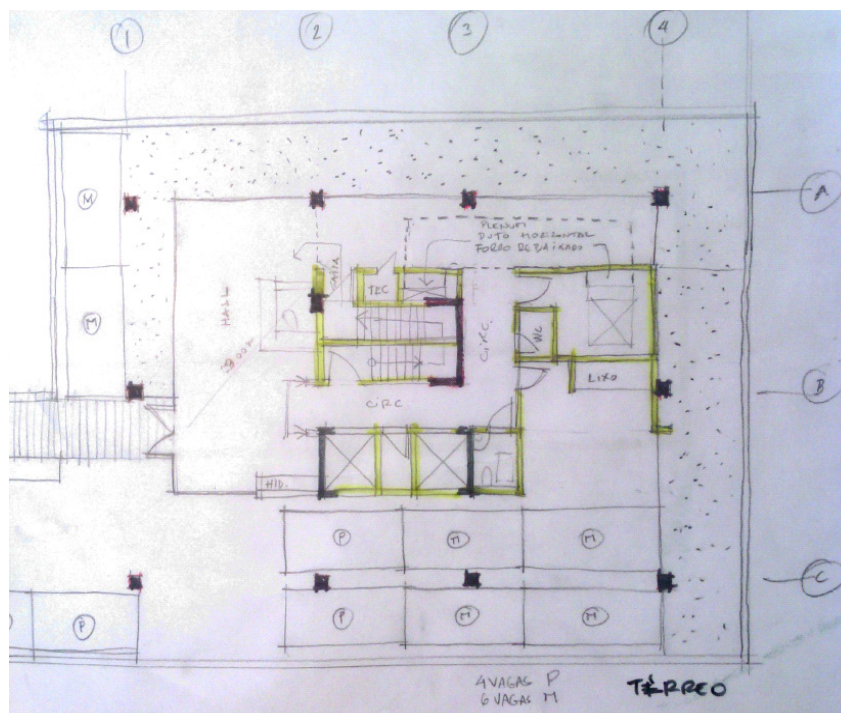 1
2
3
4
A
B
C
M
M
HALL
PLENUM
DUTO HORIZONTAL
FORRO REBAIXADO
TEC
CIRC.
WC
LIXO
CIRC
HID.
P
M
M
P
M
M
P
4 VAGAS P
6 VAGAS M
TÉRREO